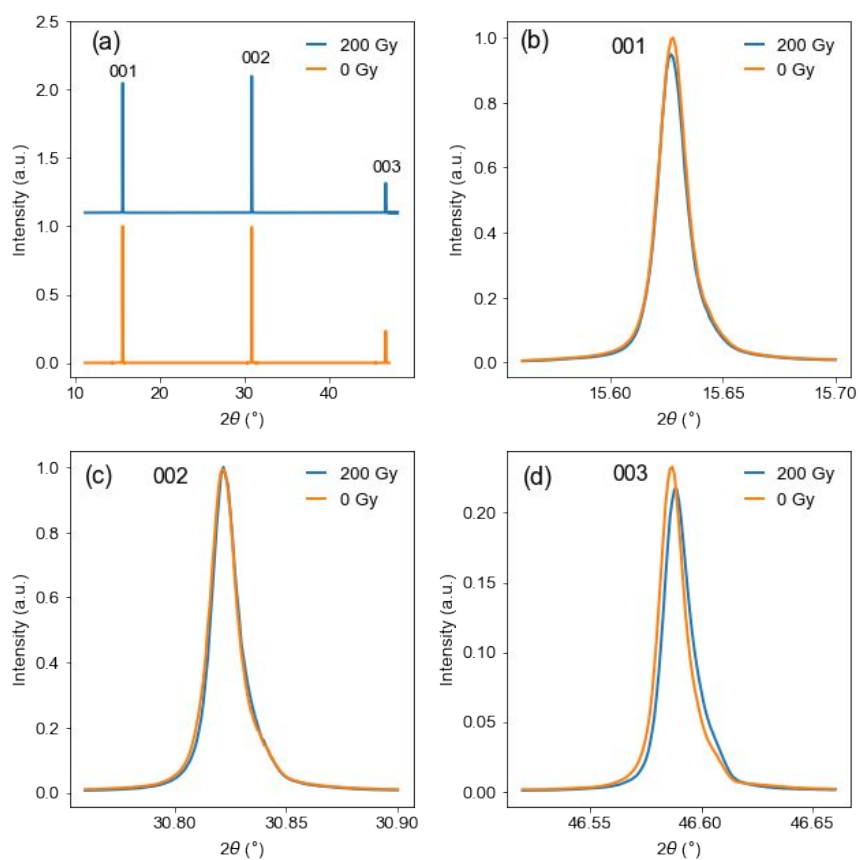 (a)
200 Gy
0 Gy
001
002
003
2.5
2.0
1.5
1.0
0.5
0.0
Intensity (a.u.)
10
20
30
40
2θ (°)
(b)
001
200 Gy
0 Gy
1.0
0.8
0.6
0.4
0.2
0.0
Intensity (a.u.)
15.60
15.65
15.70
2θ (°)
(c)
002
200 Gy
0 Gy
1.0
0.8
0.6
0.4
0.2
0.0
Intensity (a.u.)
30.80
30.85
30.90
2θ (°)
(d)
003
200 Gy
0 Gy
0.20
0.15
0.10
0.05
0.00
Intensity (a.u.)
46.55
46.60
46.65
2θ (°)